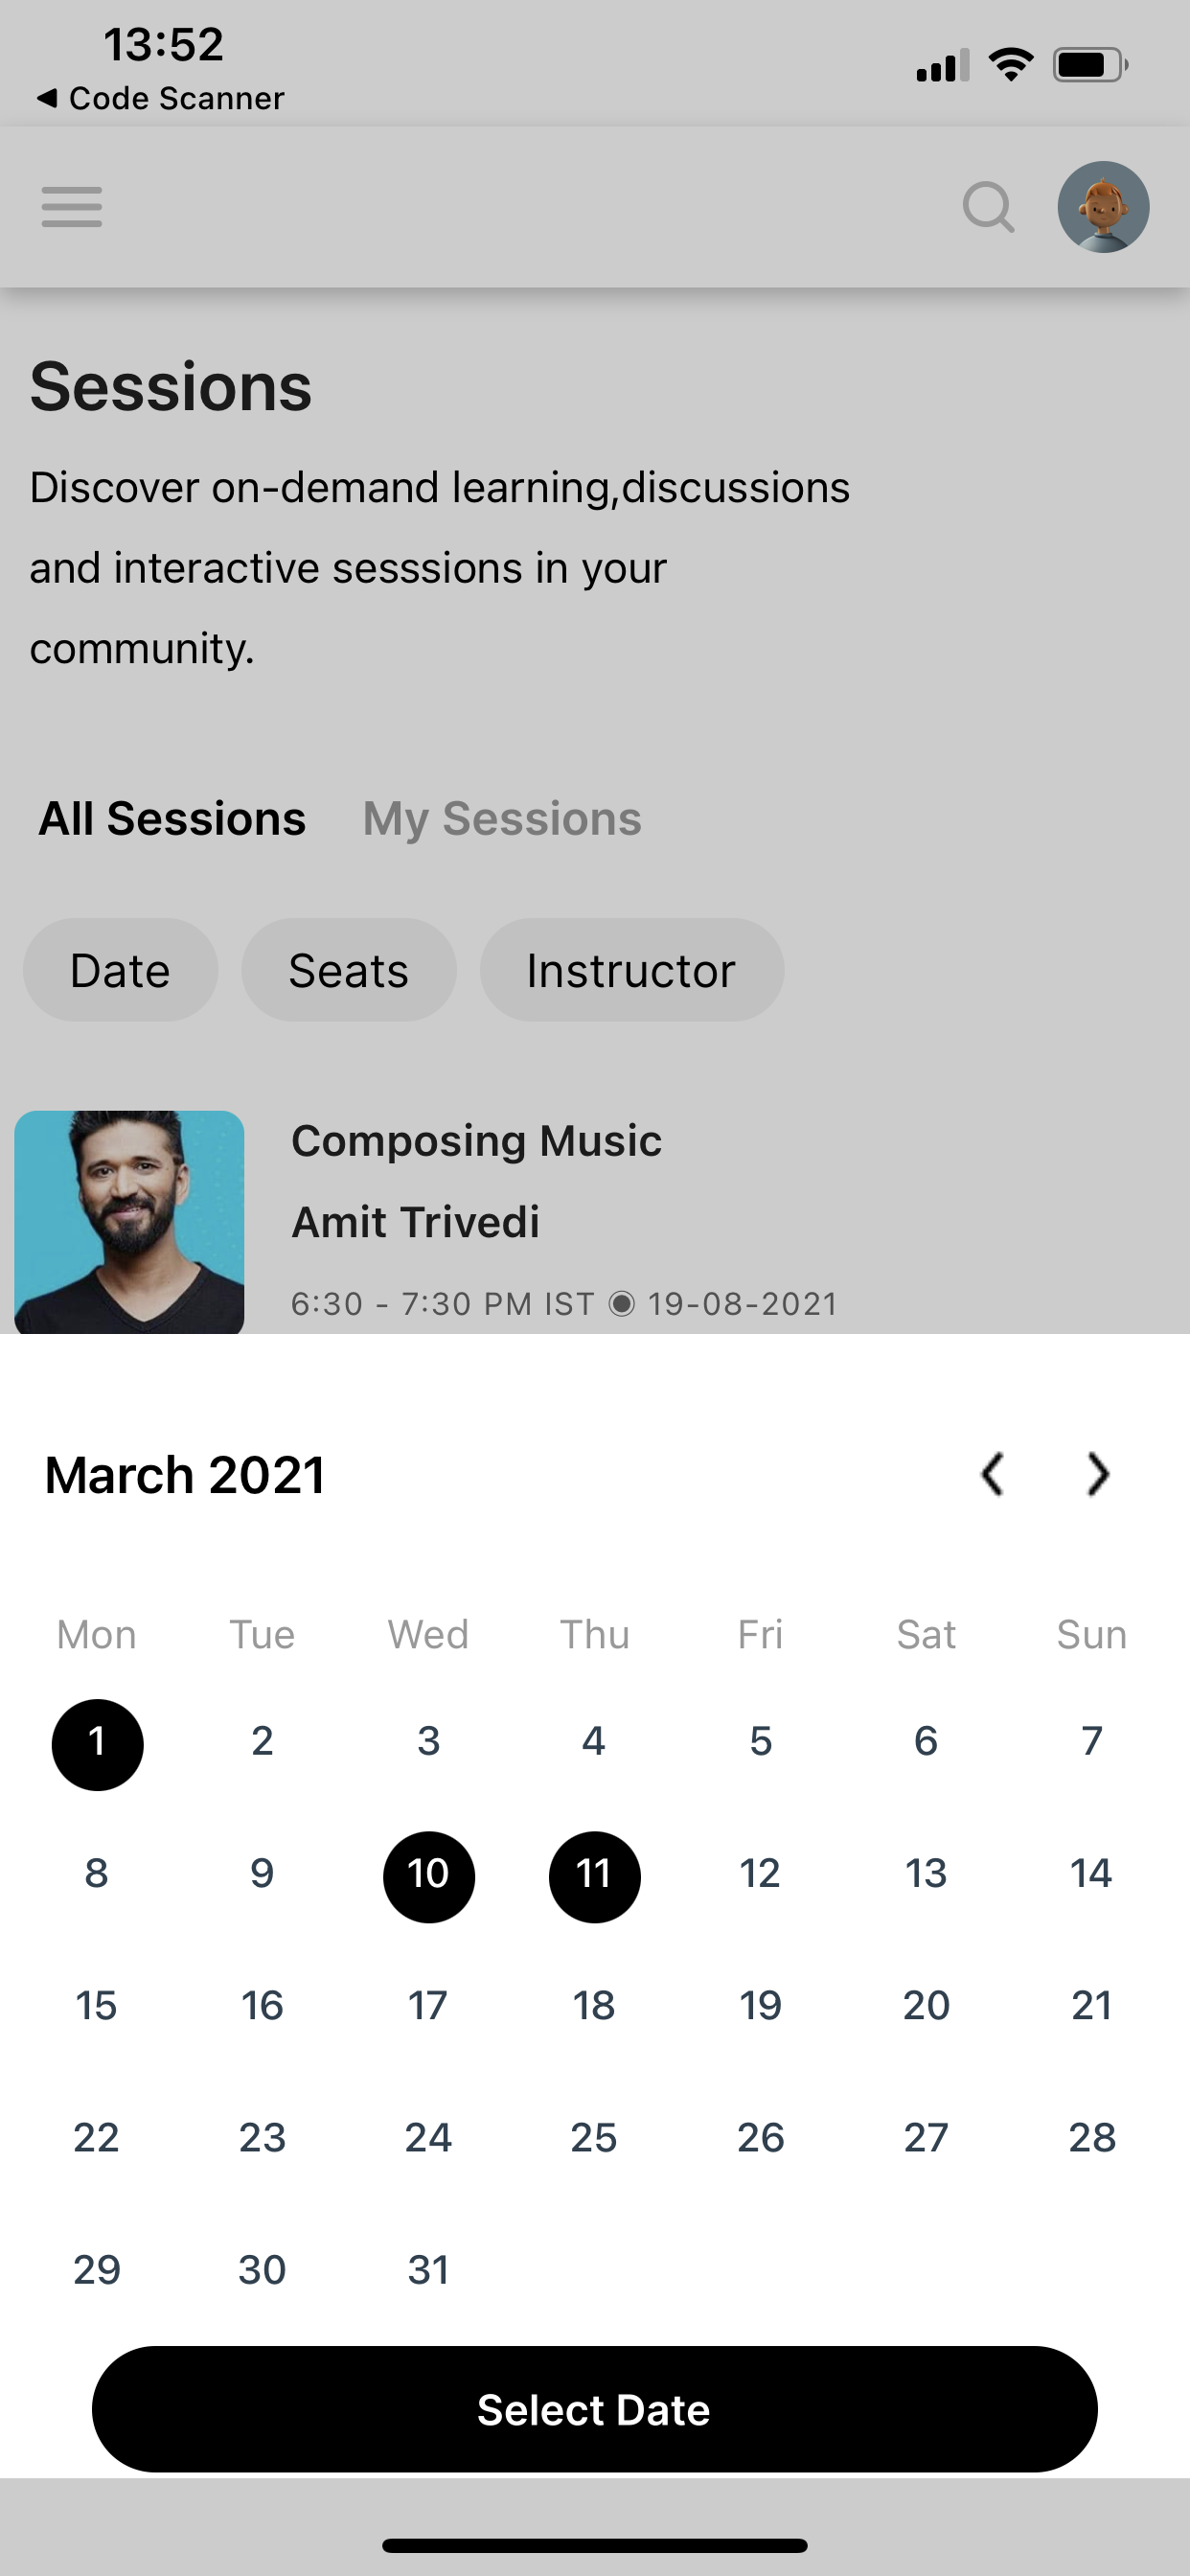 13:52
◀ Code Scanner
Sessions
Discover on-demand learning,discussions
and interactive sesssions in your
community.
All Sessions My Sessions
Date Seats Instructor
Composing Music
Amit Trivedi
6:30 - 7:30 PM IST ◉ 19-08-2021
March 2021
Mon Tue Wed Thu Fri Sat Sun
1 2 3 4 5 6 7
8 9 10 11 12 13 14
15 16 17 18 19 20 21
22 23 24 25 26 27 28
29 30 31
Select Date